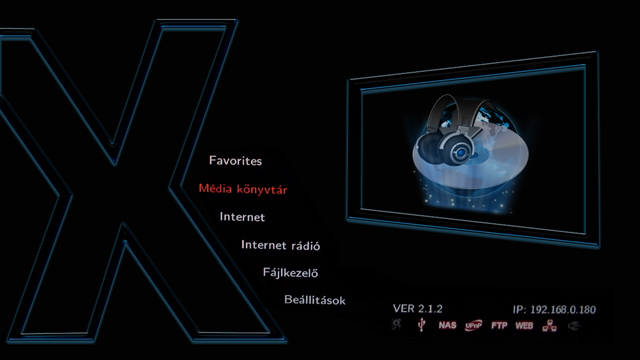 X
Favorites
Média könyvtár
Internet
Internet rádió
Fájlkezelő
Beállítások
VER 2.1.2 IP: 192.168.0.180
NAS UPnP FTP WEB